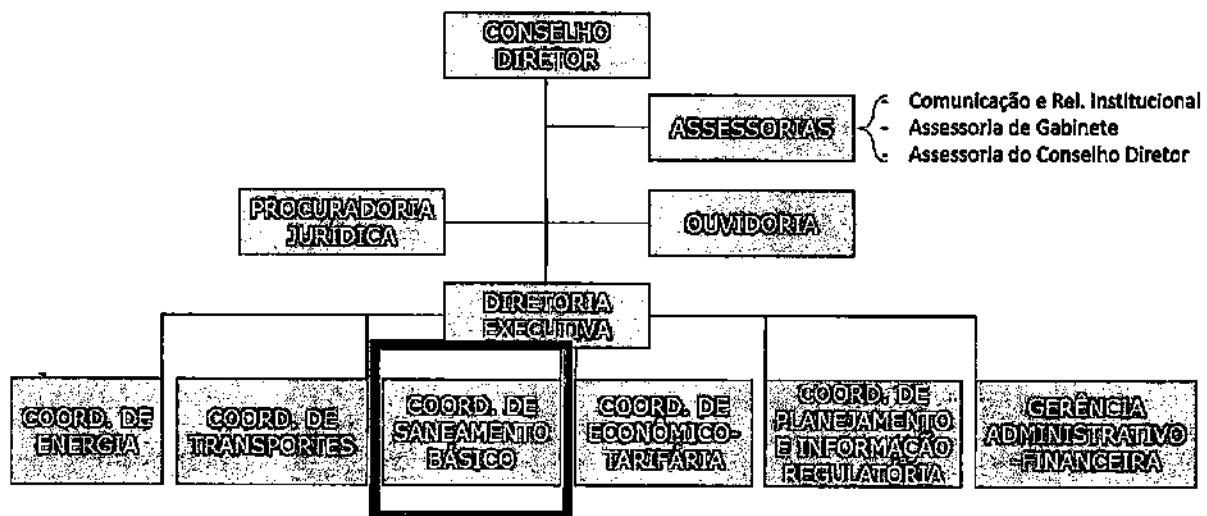 CONSELHO
DIRETOR
ASSESSORIAS
- Comunicação e Rel. Institucional
- Assessoria de Gabinete
- Assessoria do Conselho Diretor
PROCURADORIA
JURÍDICA
OUVIDORIA
DIRETORIA
EXECUTIVA
COORD. DE
ENERGIA
COORD. DE
TRANSPORTES
COORD. DE
SANEAMENTO
BÁSICO
COORD. DE
ECONÔMICO-
TARIFÁRIA
COORD. DE
PLANEJAMENTO
E INFORMAÇÃO
REGULATÓRIA
GERÊNCIA
ADMINISTRATIVO
-FINANCEIRA